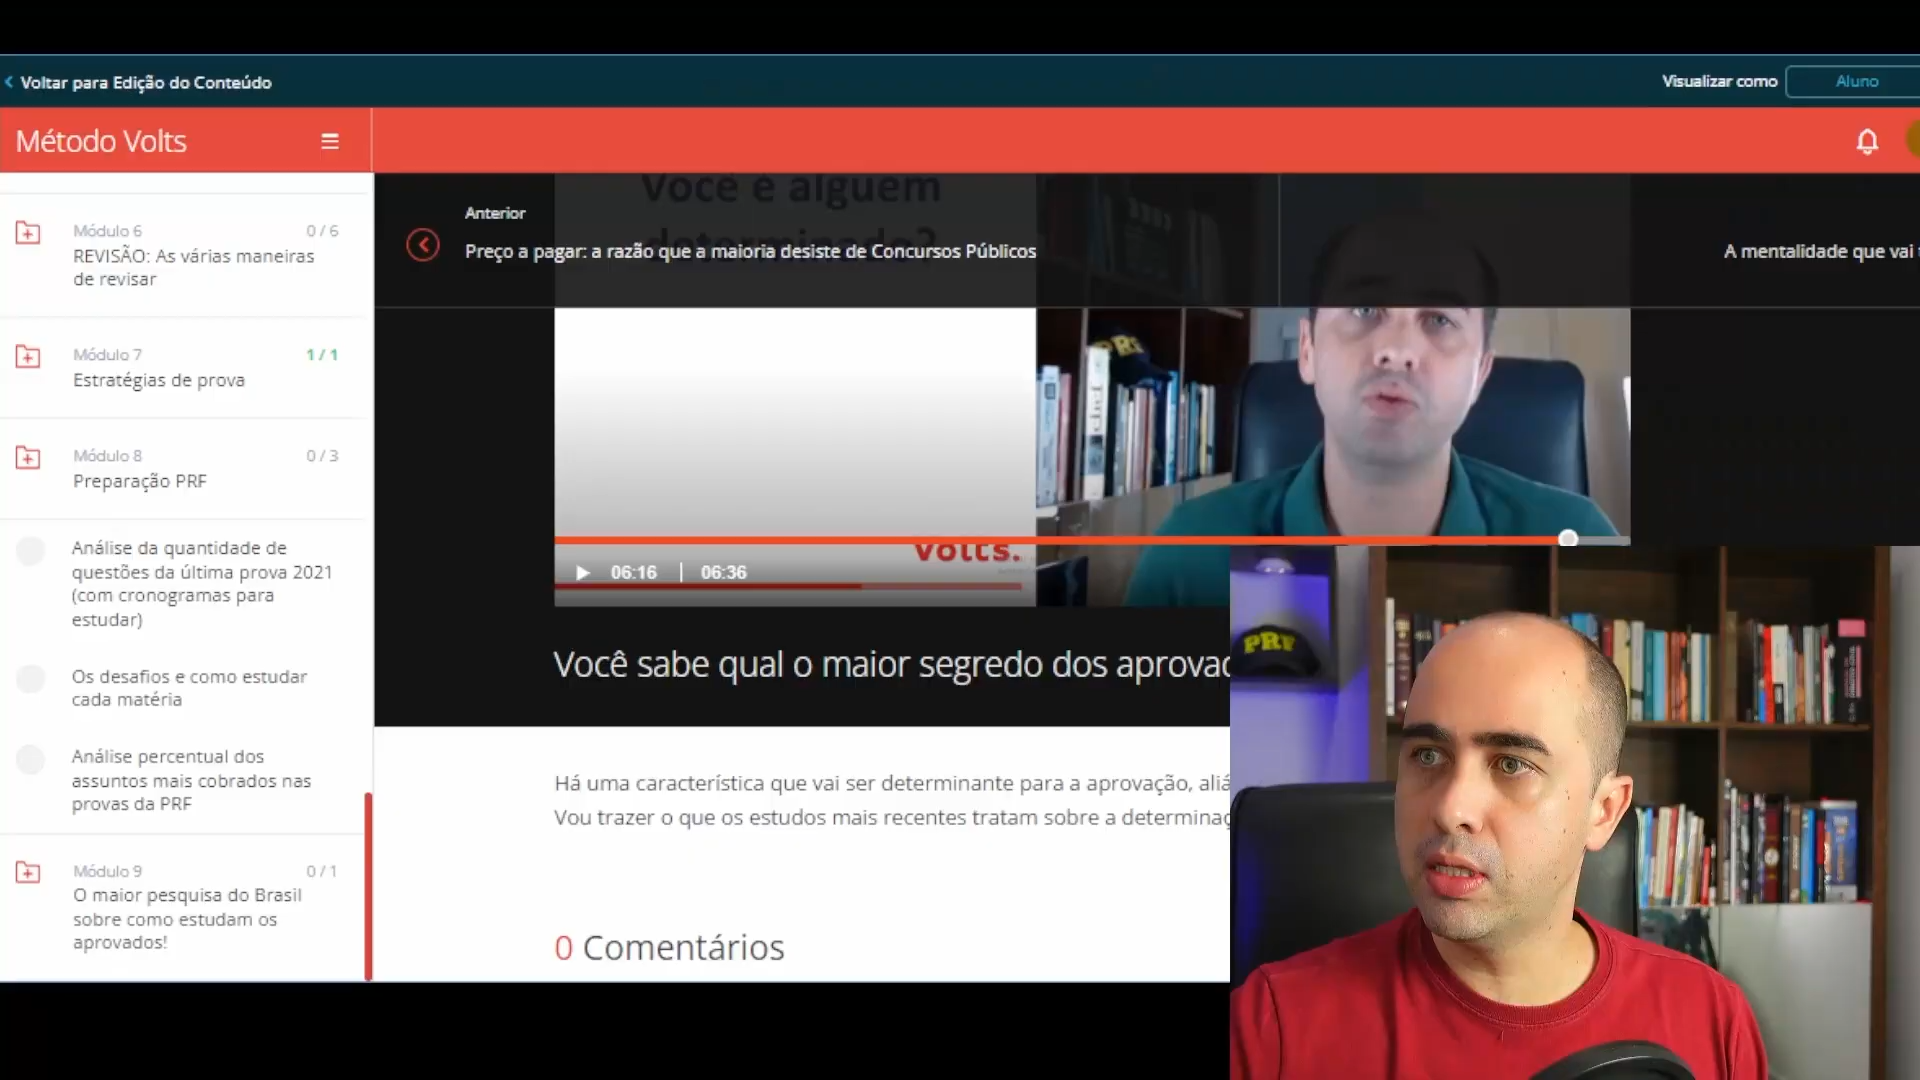 Voltar para Edição do Conteúdo
Visualizar como
Aluno
Método Volts
Módulo 6
0 / 6
REVISÃO: As várias maneiras
de revisar
Módulo 7
1 / 1
Estratégias de prova
Módulo 8
0 / 3
Preparação PRF
Análise da quantidade de
questões da última prova 2021
(com cronogramas para
estudar)
Os desafios e como estudar
cada matéria
Análise percentual dos
assuntos mais cobrados nas
provas da PRF
Módulo 9
0 / 1
O maior pesquisa do Brasil
sobre como estudam os
aprovados!
Você é alguém
determinado?
Anterior
Preço a pagar: a razão que a maioria desiste de Concursos Públicos
A mentalidade que vai
PRF
volts.
06:16 | 06:36
Você sabe qual o maior segredo dos aprovad
Há uma característica que vai ser determinante para a aprovação, aliá
Vou trazer o que os estudos mais recentes tratam sobre a determinaç
0 Comentários
PRF